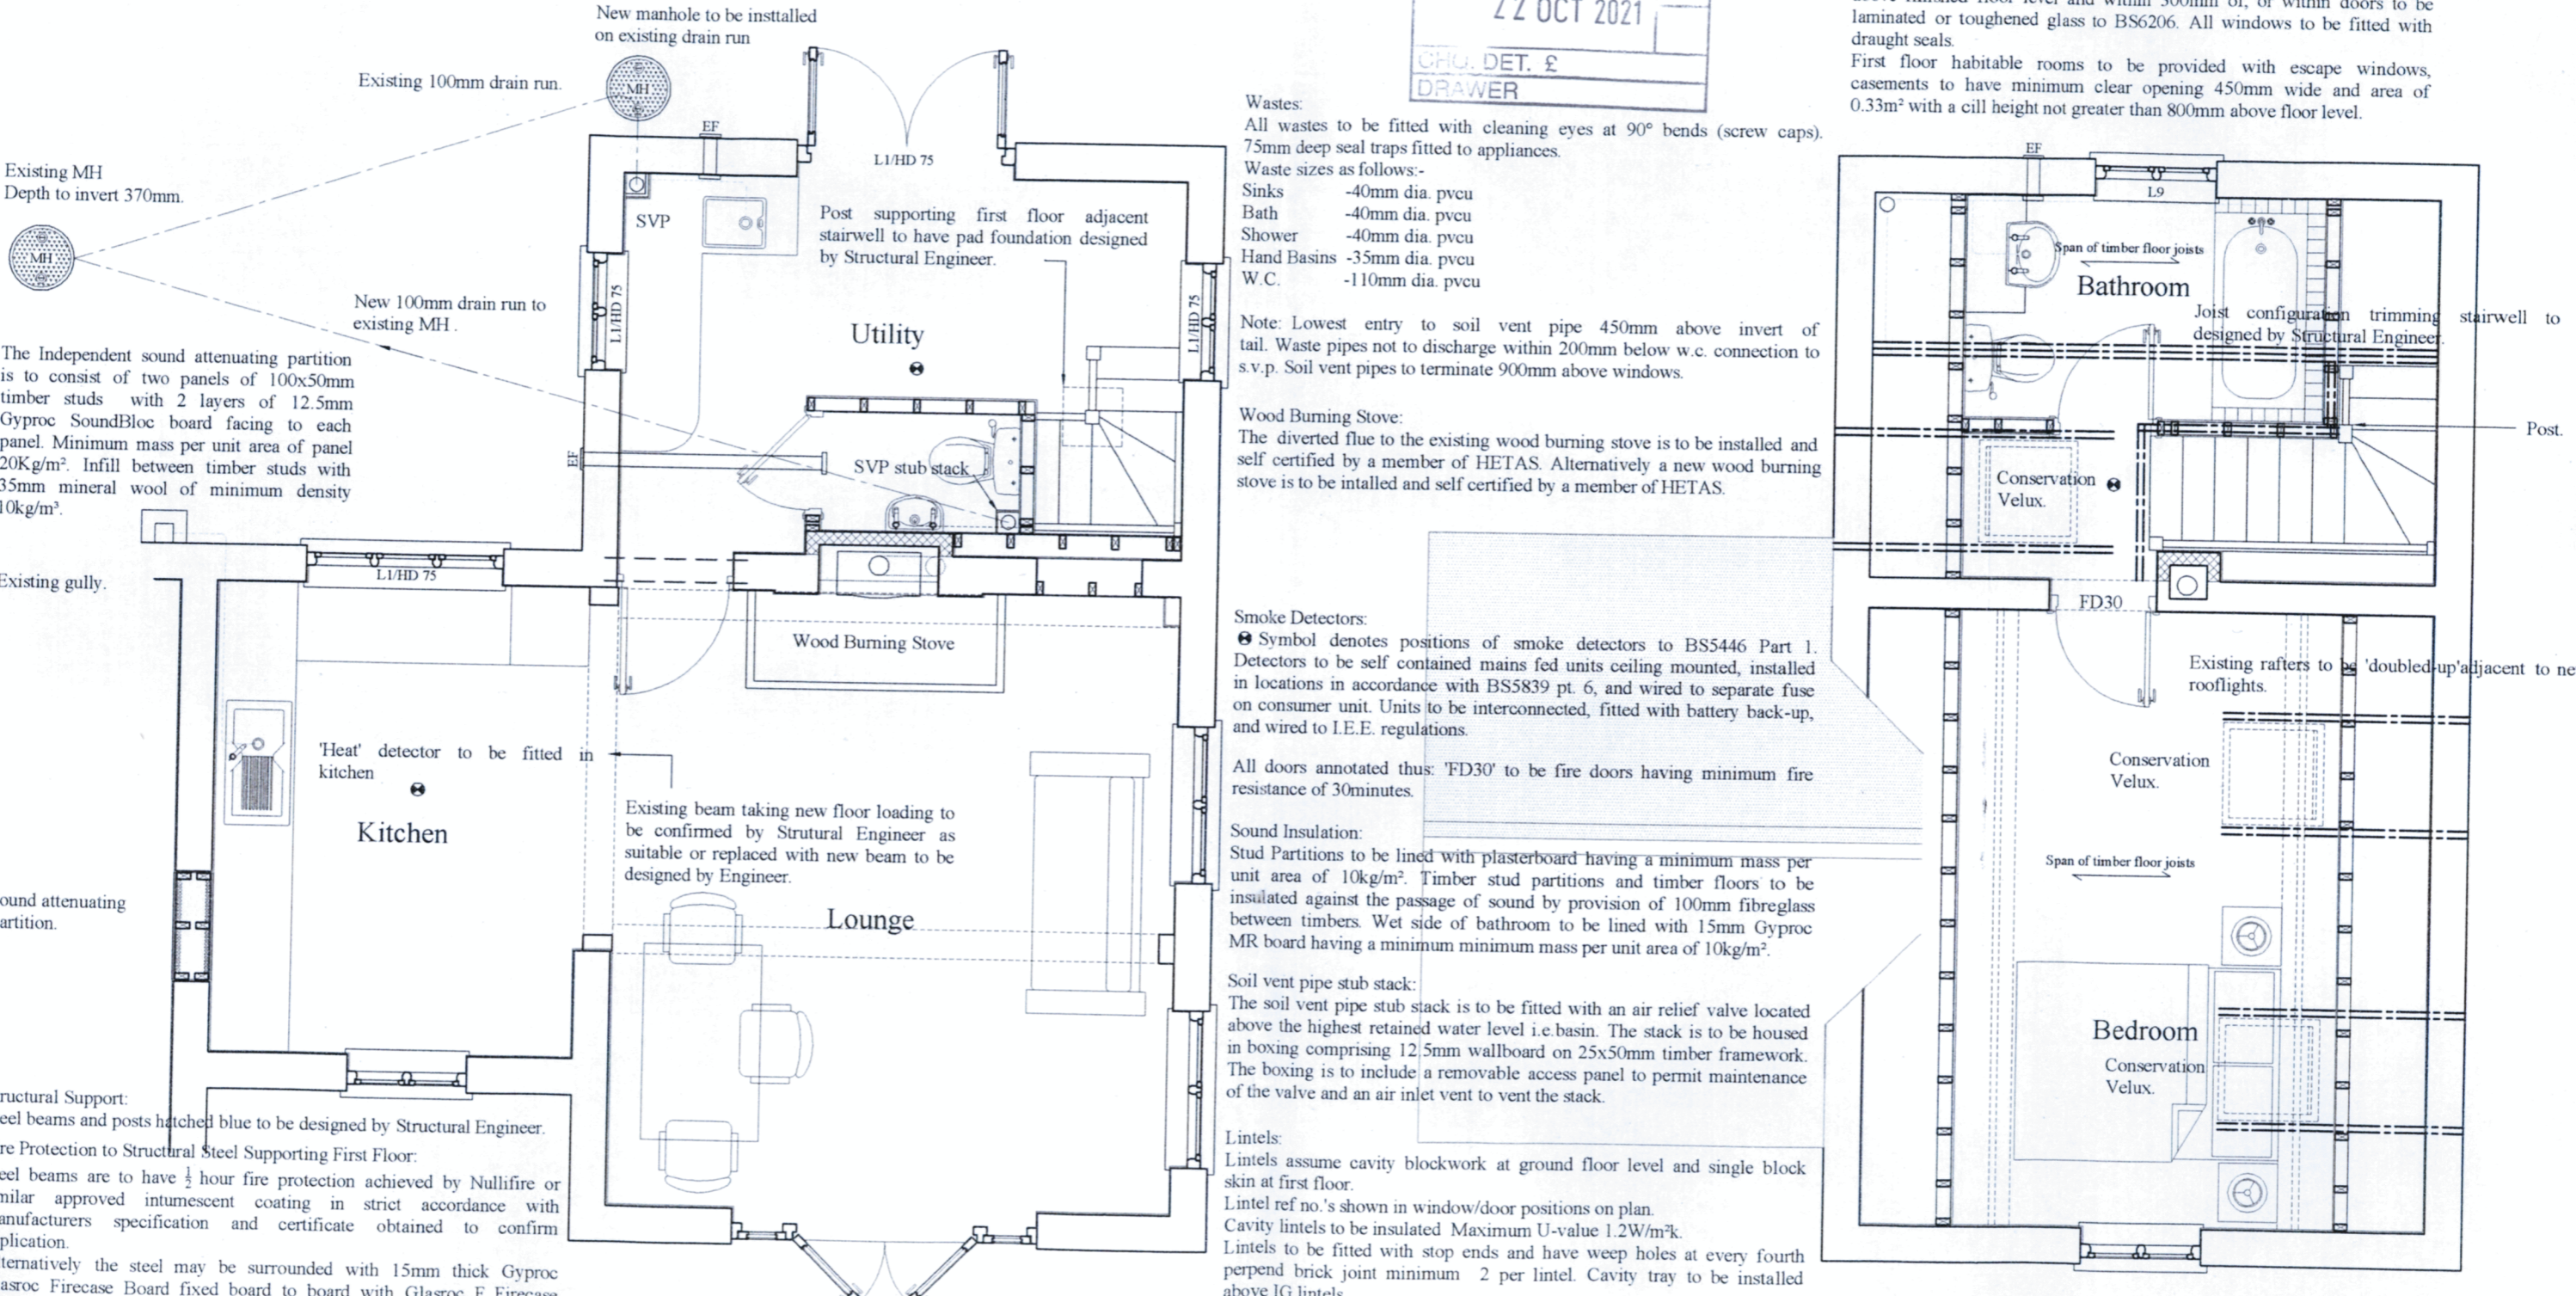 New manhole to be insttalled
on existing drain run
Existing 100mm drain run.
MH
EF
L1/HD 75
Existing MH
Depth to invert 370mm.
MH
SVP
Post supporting first floor adjacent
stairwell to have pad foundation designed
by Structural Engineer.
L1/HD 75
L1/HD 75
New 100mm drain run to
existing MH .
Utility
The Independent sound attenuating partition
is to consist of two panels of 100x50mm
timber studs with 2 layers of 12.5mm
Gyproc SoundBloc board facing to each
panel. Minimum mass per unit area of panel
20Kg/m². Infill between timber studs with
35mm mineral wool of minimum density
10kg/m³.
EF
SVP stub stack
Existing gully.
L1/HD 75
Wood Burning Stove
'Heat' detector to be fitted in
kitchen
Kitchen
Existing beam taking new floor loading to
be confirmed by Strutural Engineer as
suitable or replaced with new beam to be
designed by Engineer.
Lounge
ound attenuating
artition.
ructural Support:
eel beams and posts hatched blue to be designed by Structural Engineer.
re Protection to Structural Steel Supporting First Floor:
eel beams are to have ½ hour fire protection achieved by Nullifire or
milar approved intumescent coating in strict accordance with
anufacturers specification and certificate obtained to confirm
plication.
ternatively the steel may be surrounded with 15mm thick Gyproc
asroc Firecase Board fixed board to board with Glasroc F Firecase
22 OCT 2021
CHQ. DET. £
DRAWER
Wastes:
All wastes to be fitted with cleaning eyes at 90° bends (screw caps).
75mm deep seal traps fitted to appliances.
Waste sizes as follows:-
Sinks -40mm dia. pvcu
Bath -40mm dia. pvcu
Shower -40mm dia. pvcu
Hand Basins -35mm dia. pvcu
W.C. -110mm dia. pvcu
Note: Lowest entry to soil vent pipe 450mm above invert of
tail. Waste pipes not to discharge within 200mm below w.c. connection to
s.v.p. Soil vent pipes to terminate 900mm above windows.
Wood Burning Stove:
The diverted flue to the existing wood burning stove is to be installed and
self certified by a member of HETAS. Alternatively a new wood burning
stove is to be intalled and self certified by a member of HETAS.
Smoke Detectors:
Symbol denotes positions of smoke detectors to BS5446 Part 1.
Detectors to be self contained mains fed units ceiling mounted, installed
in locations in accordance with BS5839 pt. 6, and wired to separate fuse
on consumer unit. Units to be interconnected, fitted with battery back-up,
and wired to I.E.E. regulations.
All doors annotated thus: 'FD30' to be fire doors having minimum fire
resistance of 30minutes.
Sound Insulation:
Stud Partitions to be lined with plasterboard having a minimum mass per
unit area of 10kg/m². Timber stud partitions and timber floors to be
insulated against the passage of sound by provision of 100mm fibreglass
between timbers. Wet side of bathroom to be lined with 15mm Gyproc
MR board having a minimum minimum mass per unit area of 10kg/m².
Soil vent pipe stub stack:
The soil vent pipe stub stack is to be fitted with an air relief valve located
above the highest retained water level i.e.basin. The stack is to be housed
in boxing comprising 12.5mm wallboard on 25x50mm timber framework.
The boxing is to include a removable access panel to permit maintenance
of the valve and an air inlet vent to vent the stack.
Lintels:
Lintels assume cavity blockwork at ground floor level and single block
skin at first floor.
Lintel ref no.'s shown in window/door positions on plan.
Cavity lintels to be insulated Maximum U-value 1.2W/m²k.
Lintels to be fitted with stop ends and have weep holes at every fourth
perpend brick joint minimum 2 per lintel. Cavity tray to be installed
above IG lintels.
above finished floor level and within 300mm of, or within doors to be
laminated or toughened glass to BS6206. All windows to be fitted with
draught seals.
First floor habitable rooms to be provided with escape windows,
casements to have minimum clear opening 450mm wide and area of
0.33m² with a cill height not greater than 800mm above floor level.
EF
L9
Span of timber floor joists
Bathroom
Joist configuration trimming stairwell to
designed by Structural Engineer.
Post.
Conservation
Velux.
FD30
Existing rafters to be 'doubled-up'adjacent to ne
rooflights.
Conservation
Velux.
Span of timber floor joists
Bedroom
Conservation
Velux.